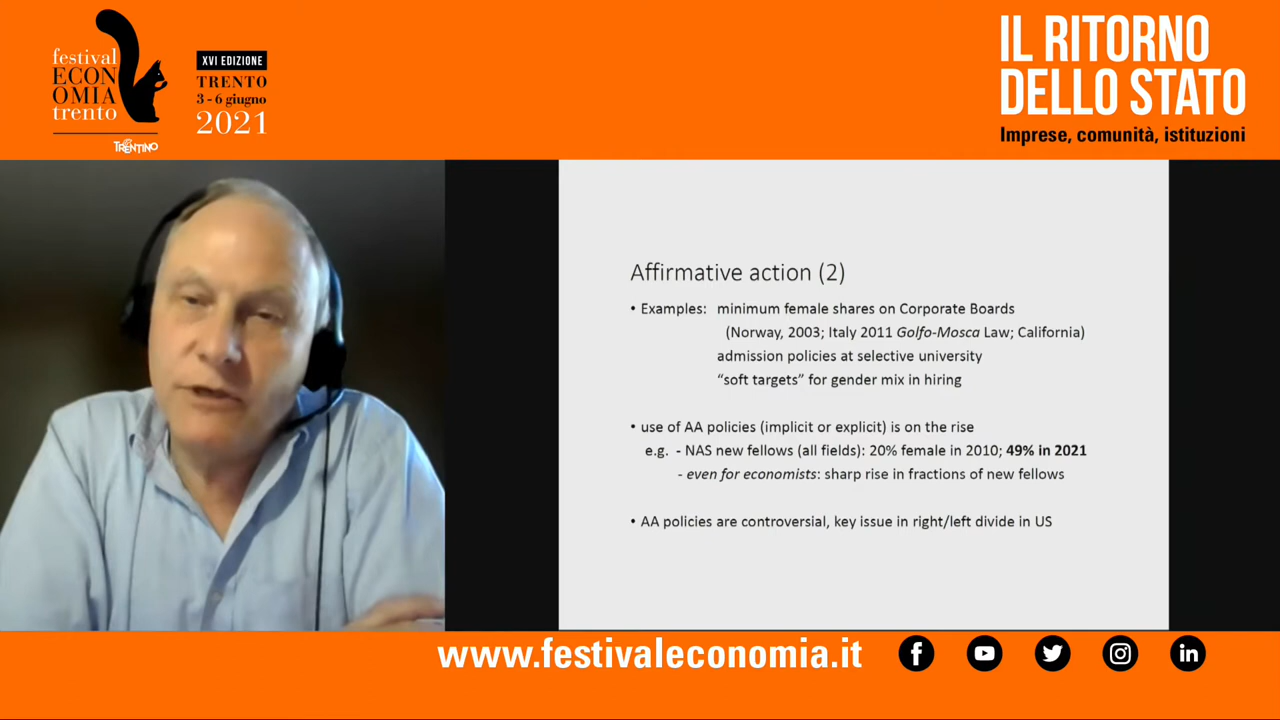 festival
ECON
OMIA
trento
TRENTINO
XVI EDIZIONE
TRENTO
3 - 6 giugno
2021
IL RITORNO
DELLO STATO
Imprese, comunità, istituzioni
Affirmative action (2)
• Examples: minimum female shares on Corporate Boards
(Norway, 2003; Italy 2011 Golfo-Mosca Law; California)
admission policies at selective university
“soft targets” for gender mix in hiring
• use of AA policies (implicit or explicit) is on the rise
e.g. - NAS new fellows (all fields): 20% female in 2010; 49% in 2021
- even for economists: sharp rise in fractions of new fellows
• AA policies are controversial, key issue in right/left divide in US
www.festivaleconomia.it